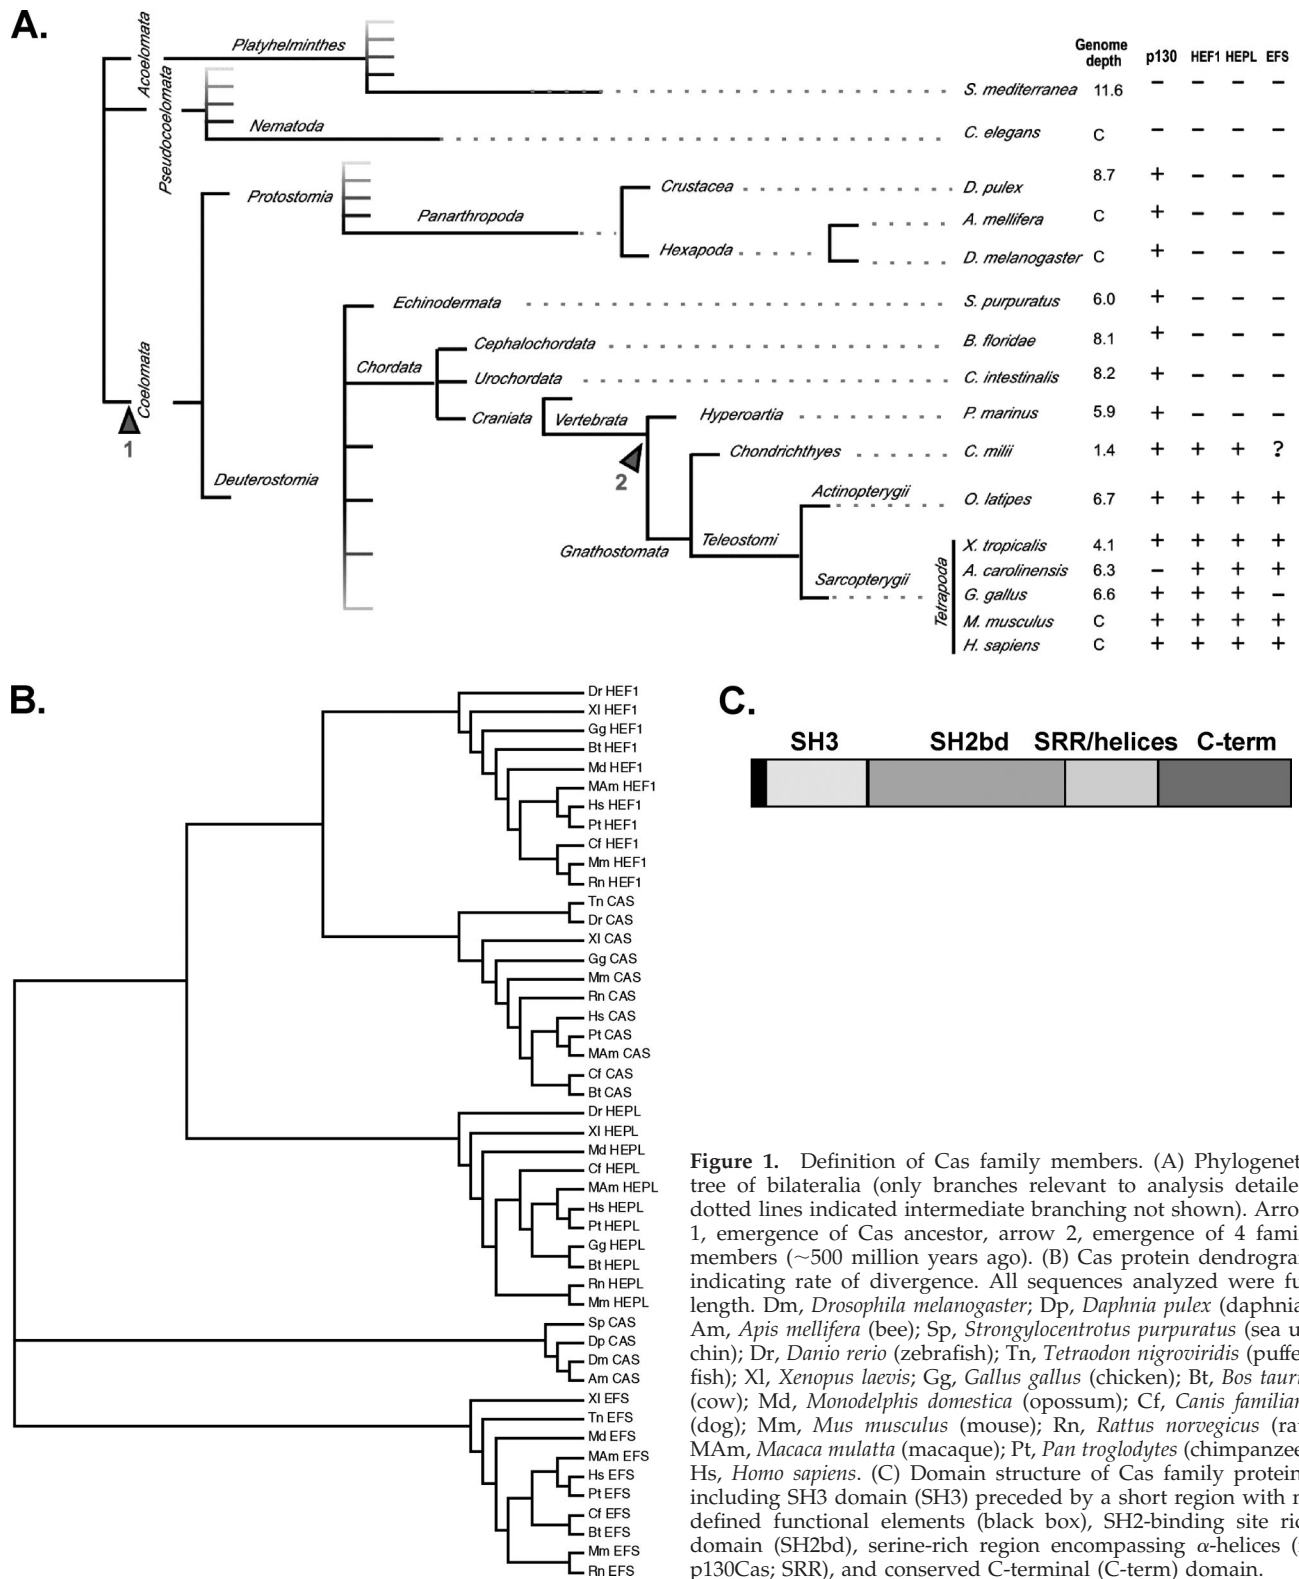 A.
Acoelomata
Platyhelminthes
Pseudocoelomata
Nematoda
Genome depth p130 HEF1 HEPL EFS
S. mediterranea 11.6 – – – –
C. elegans C – – – –
Protostomia
Panarthropoda
Crustacea
Hexapoda
D. pulex 8.7 + – – –
A. mellifera C + – – –
D. melanogaster C + – – –
Coelomata
1
Deuterostomia
Echinodermata
S. purpuratus 6.0 + – – –
Chordata
Cephalochordata
B. floridae 8.1 + – – –
Urochordata
C. intestinalis 8.2 + – – –
Craniata
Vertebrata
2
Hyperoartia
P. marinus 5.9 + – – –
Gnathostomata
Chondrichthyes
C. milii 1.4 + + + ?
Teleostomi
Actinopterygii
O. latipes 6.7 + + + +
Sarcopterygii
Tetrapoda
X. tropicalis 4.1 + + + +
A. carolinensis 6.3 – + + +
G. gallus 6.6 + + + –
M. musculus C + + + +
H. sapiens C + + + +
B.
Dr HEF1
Xl HEF1
Gg HEF1
Bt HEF1
Md HEF1
MAm HEF1
Hs HEF1
Pt HEF1
Cf HEF1
Mm HEF1
Rn HEF1
Tn CAS
Dr CAS
Xl CAS
Gg CAS
Mm CAS
Rn CAS
Hs CAS
Pt CAS
MAm CAS
Cf CAS
Bt CAS
Dr HEPL
Xl HEPL
Md HEPL
Cf HEPL
MAm HEPL
Hs HEPL
Pt HEPL
Gg HEPL
Bt HEPL
Rn HEPL
Mm HEPL
Sp CAS
Dp CAS
Dm CAS
Am CAS
Xl EFS
Tn EFS
Md EFS
MAm EFS
Hs EFS
Pt EFS
Cf EFS
Bt EFS
Mm EFS
Rn EFS
C.
SH3 SH2bd SRR/helices C-term
Figure 1. Definition of Cas family members. (A) Phylogenet
tree of bilateralia (only branches relevant to analysis detaile
dotted lines indicated intermediate branching not shown). Arro
1, emergence of Cas ancestor, arrow 2, emergence of 4 fami
members (~500 million years ago). (B) Cas protein dendrogra
indicating rate of divergence. All sequences analyzed were fu
length. Dm, Drosophila melanogaster; Dp, Daphnia pulex (daphnia
Am, Apis mellifera (bee); Sp, Strongylocentrotus purpuratus (sea u
chin); Dr, Danio rerio (zebrafish); Tn, Tetraodon nigroviridis (puffe
fish); Xl, Xenopus laevis; Gg, Gallus gallus (chicken); Bt, Bos tauru
(cow); Md, Monodelphis domestica (opossum); Cf, Canis familiar
(dog); Mm, Mus musculus (mouse); Rn, Rattus norvegicus (ra
MAm, Macaca mulatta (macaque); Pt, Pan troglodytes (chimpanzee
Hs, Homo sapiens. (C) Domain structure of Cas family protein
including SH3 domain (SH3) preceded by a short region with n
defined functional elements (black box), SH2-binding site ric
domain (SH2bd), serine-rich region encompassing α-helices (
p130Cas; SRR), and conserved C-terminal (C-term) domain.